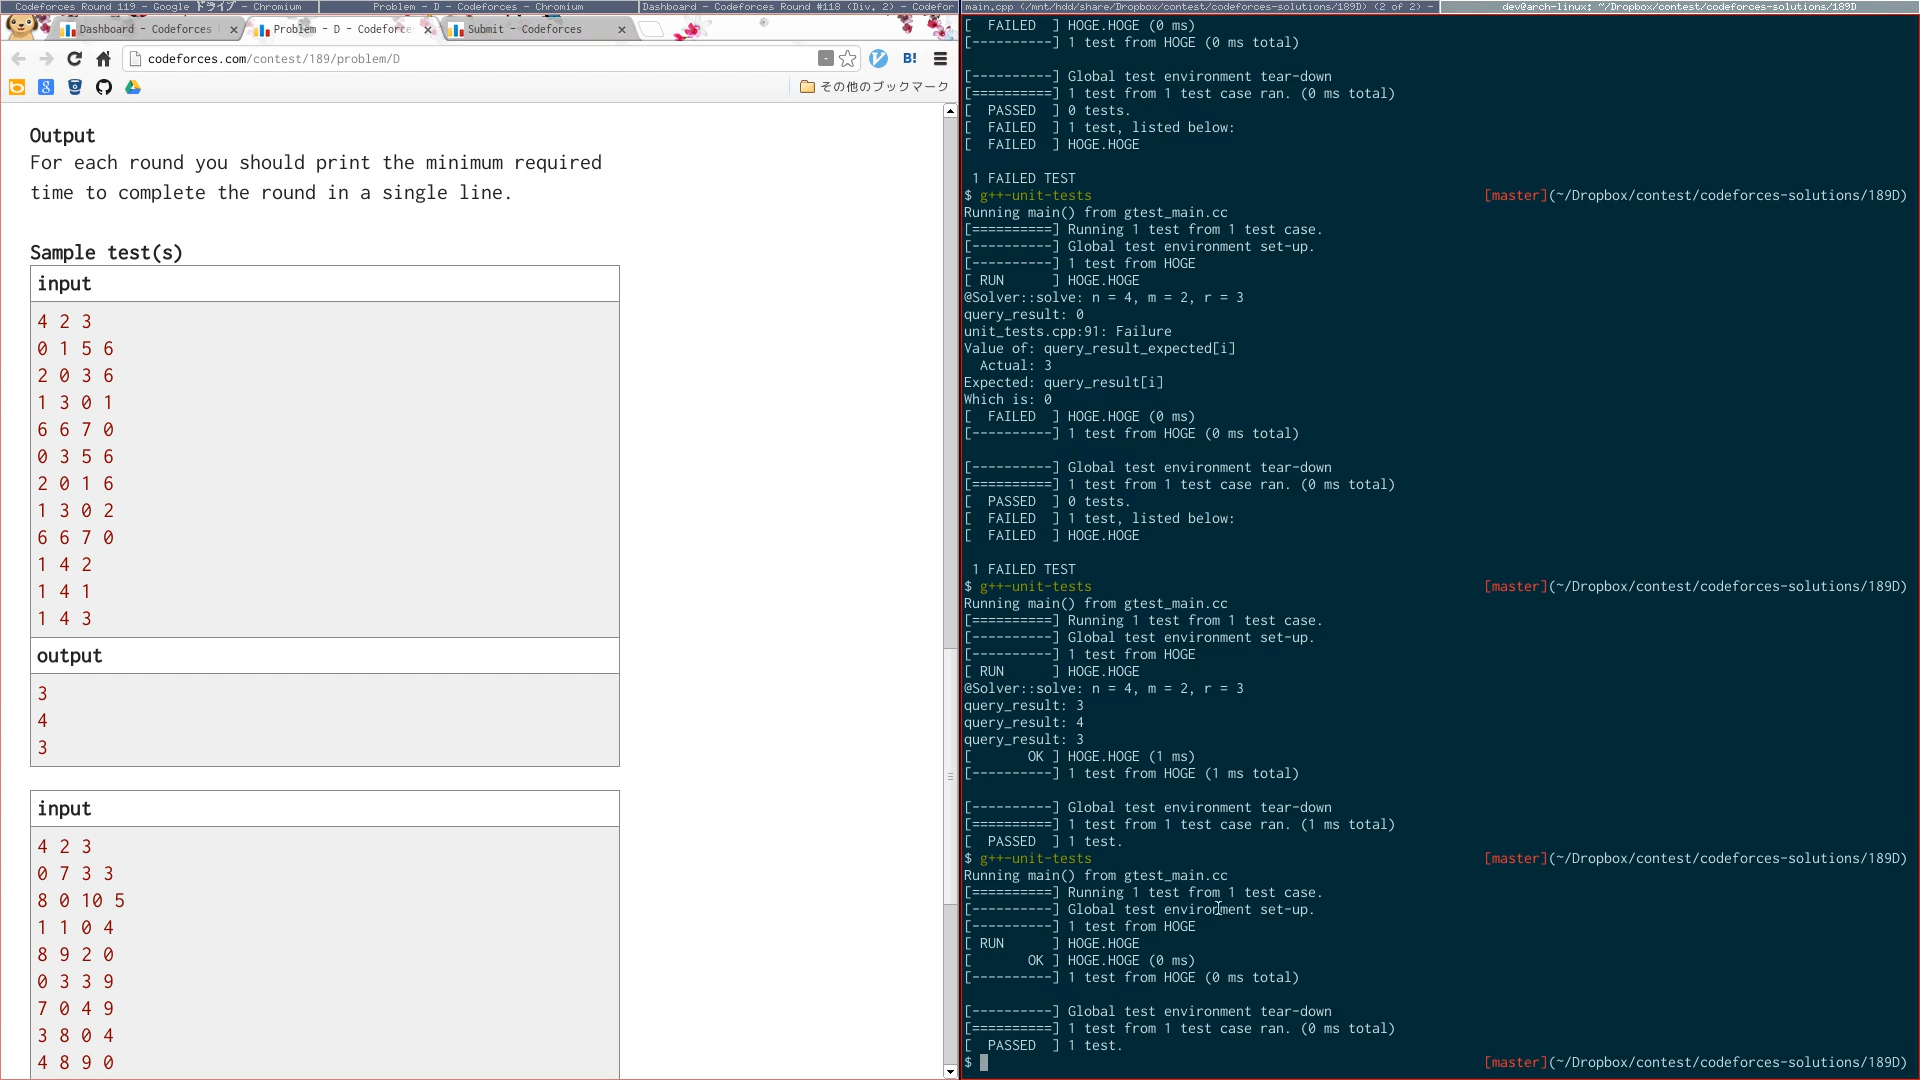 Codeforces Round 119 - Google ドライブ - Chromium
Problem - D - Codeforces - Chromium
Dashboard - Codeforces Round #118 (Div. 2) - Codefor
main.cpp (/mnt/hdd/share/Dropbox/contest/codeforces-solutions/189D) (2 of 2) -
dev@arch-linux: ~/Dropbox/contest/codeforces-solutions/189D
Dashboard - Codeforces
Problem - D - Codeforce
Submit - Codeforces
codeforces.com/contest/189/problem/D
B!
その他のブックマーク
Output
For each round you should print the minimum required
time to complete the round in a single line.
Sample test(s)
input
4 2 3
0 1 5 6
2 0 3 6
1 3 0 1
6 6 7 0
0 3 5 6
2 0 1 6
1 3 0 2
6 6 7 0
1 4 2
1 4 1
1 4 3
output
3
4
3
input
4 2 3
0 7 3 3
8 0 10 5
1 1 0 4
8 9 2 0
0 3 3 9
7 0 4 9
3 8 0 4
4 8 9 0
[  FAILED  ] HOGE.HOGE (0 ms)
[----------] 1 test from HOGE (0 ms total)
[----------] Global test environment tear-down
[==========] 1 test from 1 test case ran. (0 ms total)
[  PASSED  ] 0 tests.
[  FAILED  ] 1 test, listed below:
[  FAILED  ] HOGE.HOGE
1 FAILED TEST
$ g++-unit-tests [master](~/Dropbox/contest/codeforces-solutions/189D)
Running main() from gtest_main.cc
[==========] Running 1 test from 1 test case.
[----------] Global test environment set-up.
[----------] 1 test from HOGE
[ RUN      ] HOGE.HOGE
@Solver::solve: n = 4, m = 2, r = 3
query_result: 0
unit_tests.cpp:91: Failure
Value of: query_result_expected[i]
  Actual: 3
Expected: query_result[i]
Which is: 0
[  FAILED  ] HOGE.HOGE (0 ms)
[----------] 1 test from HOGE (0 ms total)
[----------] Global test environment tear-down
[==========] 1 test from 1 test case ran. (0 ms total)
[  PASSED  ] 0 tests.
[  FAILED  ] 1 test, listed below:
[  FAILED  ] HOGE.HOGE
1 FAILED TEST
$ g++-unit-tests [master](~/Dropbox/contest/codeforces-solutions/189D)
Running main() from gtest_main.cc
[==========] Running 1 test from 1 test case.
[----------] Global test environment set-up.
[----------] 1 test from HOGE
[ RUN      ] HOGE.HOGE
@Solver::solve: n = 4, m = 2, r = 3
query_result: 3
query_result: 4
query_result: 3
[       OK ] HOGE.HOGE (1 ms)
[----------] 1 test from HOGE (1 ms total)
[----------] Global test environment tear-down
[==========] 1 test from 1 test case ran. (1 ms total)
[  PASSED  ] 1 test.
$ g++-unit-tests [master](~/Dropbox/contest/codeforces-solutions/189D)
Running main() from gtest_main.cc
[==========] Running 1 test from 1 test case.
[----------] Global test environment set-up.
[----------] 1 test from HOGE
[ RUN      ] HOGE.HOGE
[       OK ] HOGE.HOGE (0 ms)
[----------] 1 test from HOGE (0 ms total)
[----------] Global test environment tear-down
[==========] 1 test from 1 test case ran. (0 ms total)
[  PASSED  ] 1 test.
$ [master](~/Dropbox/contest/codeforces-solutions/189D)